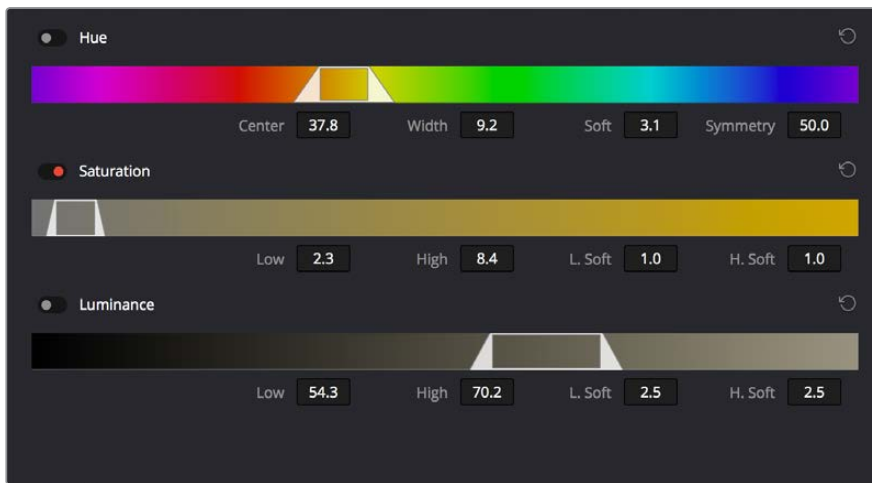 Hue
Center 37.8 Width 9.2 Soft 3.1 Symmetry 50.0
Saturation
Low 2.3 High 8.4 L. Soft 1.0 H. Soft 1.0
Luminance
Low 54.3 High 70.2 L. Soft 2.5 H. Soft 2.5